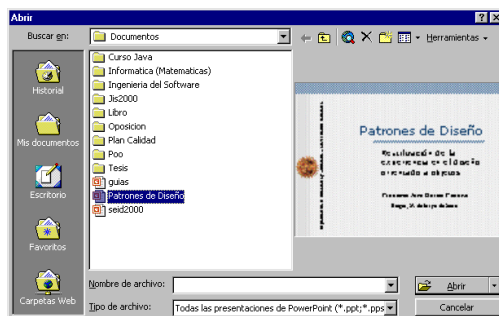 Abrir
Buscar en:
Documentos
Herramientas
Historial
Mis documentos
Escritorio
Favoritos
Carpetas Web
Curso Java
Informatica (Matematicas)
Ingenieria del Software
Jis2000
Libro
Oposicion
Plan Calidad
Poo
Tesis
guias
Patrones de Diseño
seid2000
Patrones de Diseño
Nombre de archivo:
Abrir
Tipo de archivo:
Todas las presentaciones de PowerPoint (*.ppt;*.pps
Cancelar